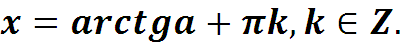 x = arctga + πk, k ∈ Z.